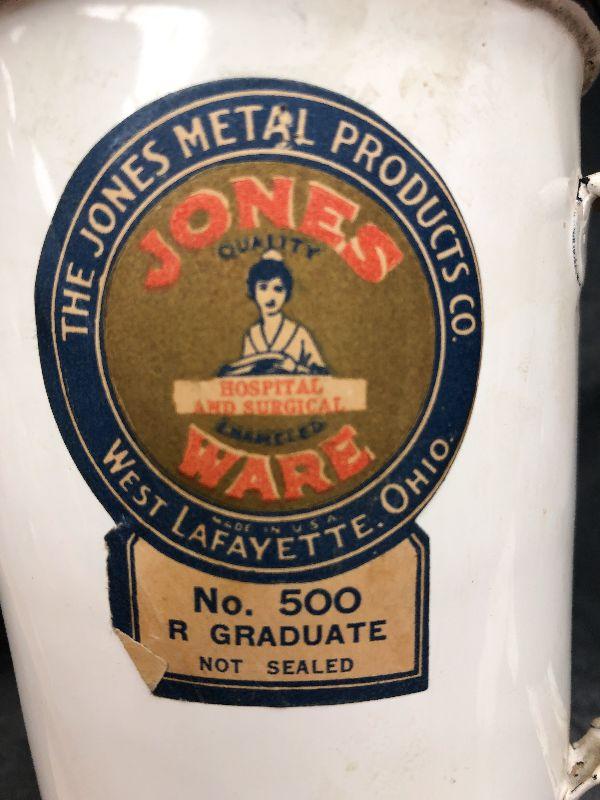 THE JONES METAL PRODUCTS CO.
JONES
QUALITY
HOSPITAL
AND SURGICAL
ENAMELED
WARE
MADE IN U.S.A.
WEST LAFAYETTE. OHIO.
No. 500
R GRADUATE
NOT SEALED